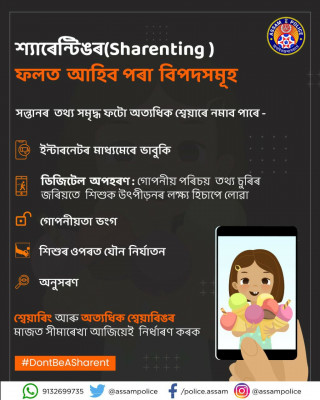 ASSAM POLICE
শ্যাৰেন্টিঙৰ(Sharenting )
ফলত আহিব পৰা বিপদসমূহ
সন্তানৰ তথ্য সমৃদ্ধ ফটো অত্যধিক শ্বেয়াৰে নমাব পাৰে -
ইন্টাৰনেটৰ মাধ্যমেৰে ভাবুকি
ডিজিটেল অপহৰণ : গোপনীয় পৰিচয় তথ্য চুৰিৰ
জৰিয়তে শিশুক উৎপীড়নৰ লক্ষ্য হিচাপে লোৱা
গোপনীয়তা ভংগ
শিশুৰ ওপৰত যৌন নিৰ্যাতন
অনুসৰণ
শ্বেয়াৰিং আৰু অত্যধিক শ্বেয়াৰিঙৰ
মাজত সীমাৰেখা আজিয়েই নিৰ্ধাৰণ কৰক
#DontBeASharent
9132699735 @assampolice /police.assam @assampolice